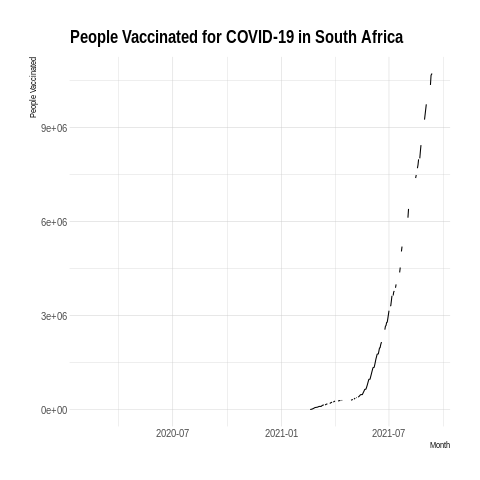 People Vaccinated for COVID-19 in South Africa
People Vaccinated
9e+06
6e+06
3e+06
0e+00
2020-07 2021-01 2021-07
Month